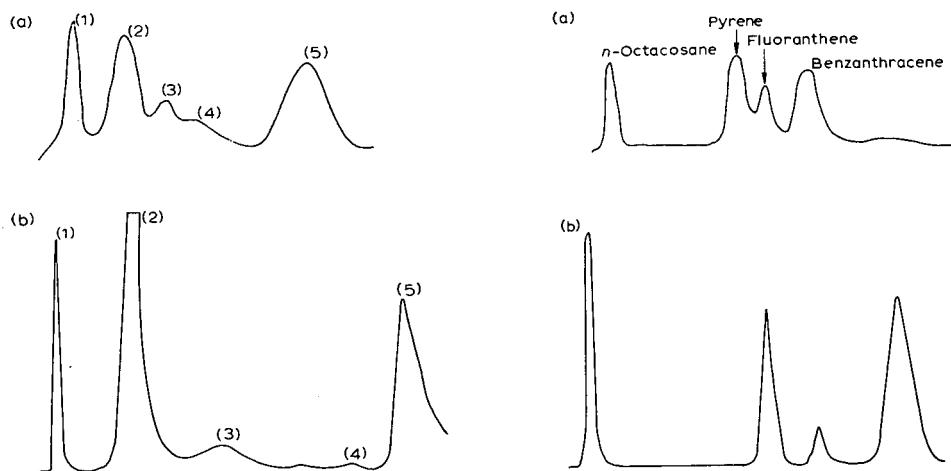 (a)
(1)
(2)
(3)
(4)
(5)
(b)
(1)
(2)
(3)
(4)
(5)
(a)
n-Octacosane
Pyrene
Fluoranthene
Benzanthracene
(b)